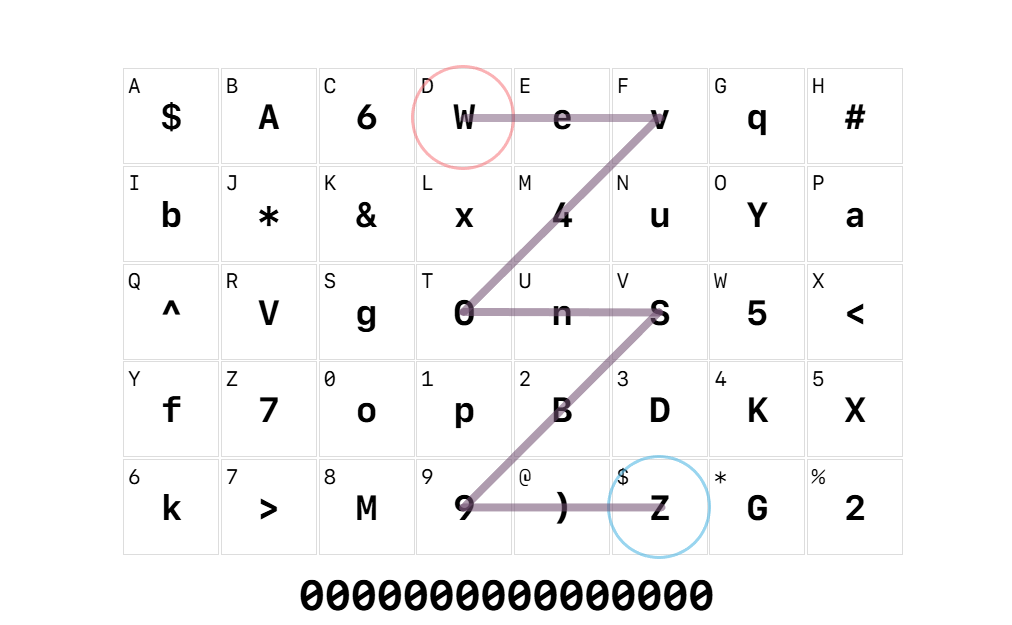 A B C D E F G H
$ A 6 W e v q #
I J K L M N O P
b * & x 4 u Y a
Q R S T U V W X
^ V g O n S 5 <
Y Z 0 1 2 3 4 5
f 7 o p B D K X
6 7 8 9 @ $ * %
k > M 9 ) Z G 2
0000000000000000